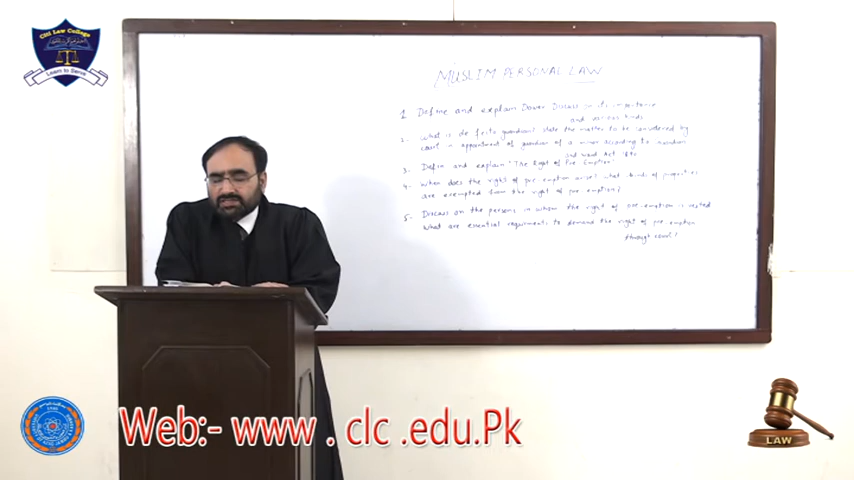 Citi Law College
Learn to Serve
MUSLIM PERSONAL LAW
1 Define and explain Dower Discuss in its importance
and various kinds
2- What is de facto guardian? state the matter to be considered by
court in appointment of guardian of a minor according to
and Ward Act 1890
3- Defin and explain "The Right of Pre Emption"
4- When does the right of pre-emption arise? what kinds of properties
are exempted from the right of pre-emption?
5- Discuss on the persons in whom the right of pre-emption is vested
What are essential requirments to demand the right of pre-emption
through court?
Web:- www . clc .edu.Pk
LAW